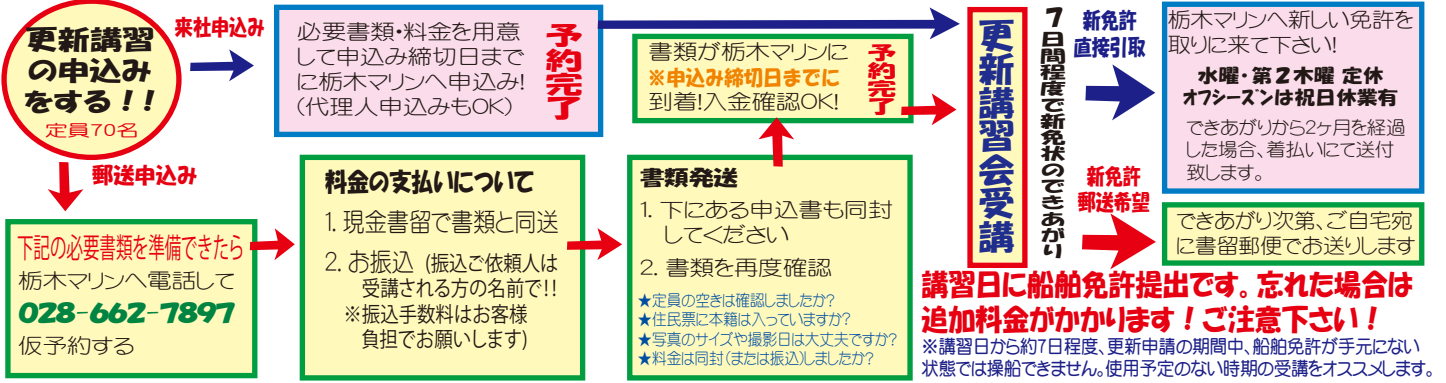 更新講習
の申込み
をする!!
定員70名
来社申込み
必要書類・料金を用意
して申込み締切日まで
に栃木マリンへ申込み!
(代理人申込みもOK)
予約完了
郵送申込み
下記の必要書類を準備できたら
栃木マリンへ電話して
028-662-7897
仮予約する
料金の支払いについて
1. 現金書留で書類と同送
2. お振込 (振込ご依頼人は
受講される方の名前で!!
※振込手数料はお客様
負担でお願いします)
書類発送
1. 下にある申込書も同封
してください
2. 書類を再度確認
★定員の空きは確認しましたか?
★住民票に本籍は入っていますか?
★写真のサイズや撮影日は大丈夫ですか?
★料金は同封(または振込)しましたか?
書類が栃木マリンに
※申込み締切日までに
到着!入金確認OK!
予約完了
更新講習会受講
7日間程度で新免状のできあがり
新免許
直接引取
栃木マリンへ新しい免許を
取りに来て下さい!
水曜・第2木曜 定休
オフシーズンは祝日休業有
できあがりから2ヶ月を経過
した場合、着払いにて送付
致します。
新免許
郵送希望
できあがり次第、ご自宅宛
に書留郵便でお送りします
講習日に船舶免許提出です。忘れた場合は
追加料金がかかります!ご注意下さい!
※講習日から約7日程度、更新申請の期間中、船舶免許が手元にない
状態では操船できません。使用予定のない時期の受講をオススメします。